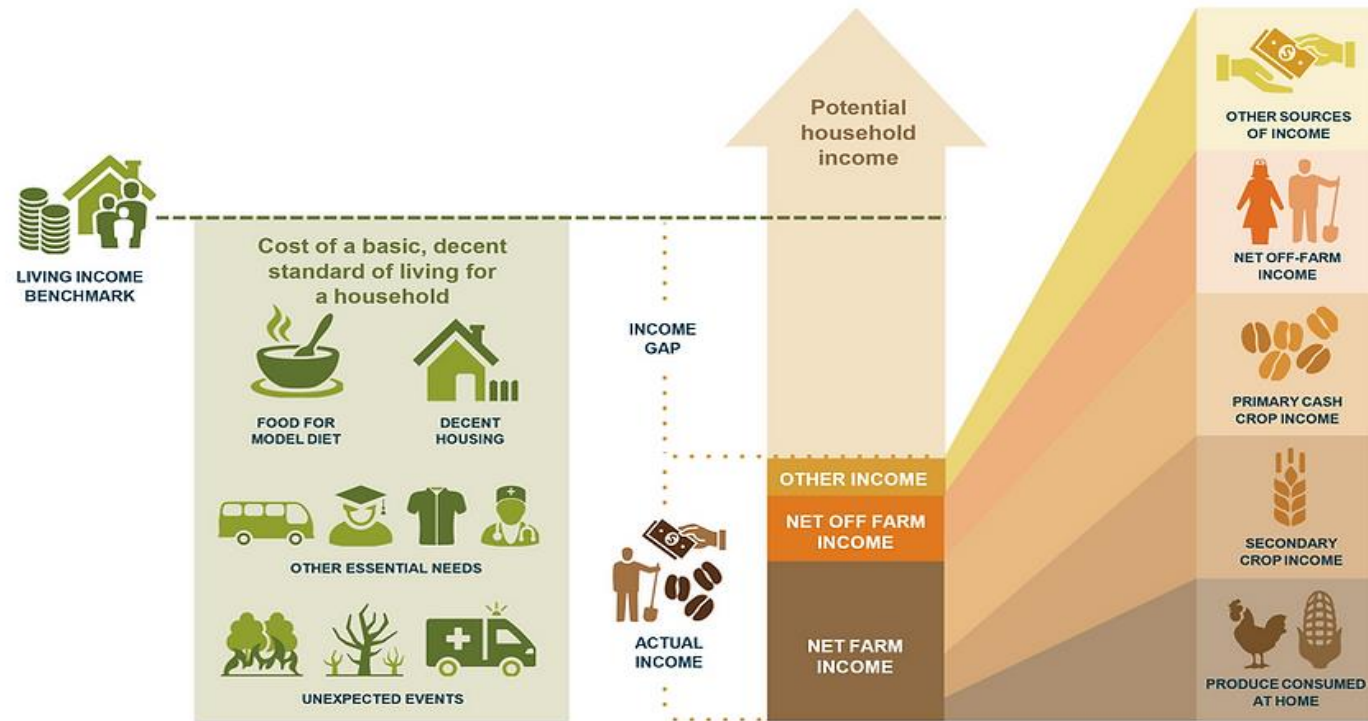 LIVING INCOME
BENCHMARK
Cost of a basic, decent
standard of living for
a household
FOOD FOR
MODEL DIET
DECENT
HOUSING
OTHER ESSENTIAL NEEDS
UNEXPECTED EVENTS
INCOME
GAP
ACTUAL
INCOME
Potential
household
income
OTHER INCOME
NET OFF FARM
INCOME
NET FARM
INCOME
$
OTHER SOURCES
OF INCOME
NET OFF-FARM
INCOME
PRIMARY CASH
CROP INCOME
SECONDARY
CROP INCOME
PRODUCE CONSUMED
AT HOME